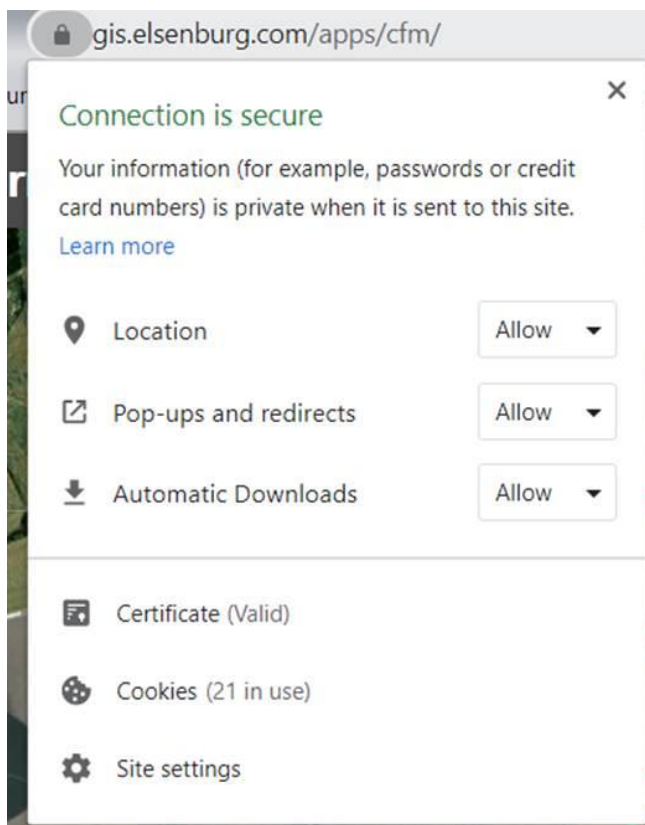 gis.elsenburg.com/apps/cfm/
ur
Connection is secure
r
Your information (for example, passwords or credit
card numbers) is private when it is sent to this site.
Learn more
Location Allow
Pop-ups and redirects Allow
Automatic Downloads Allow
Certificate (Valid)
Cookies (21 in use)
Site settings